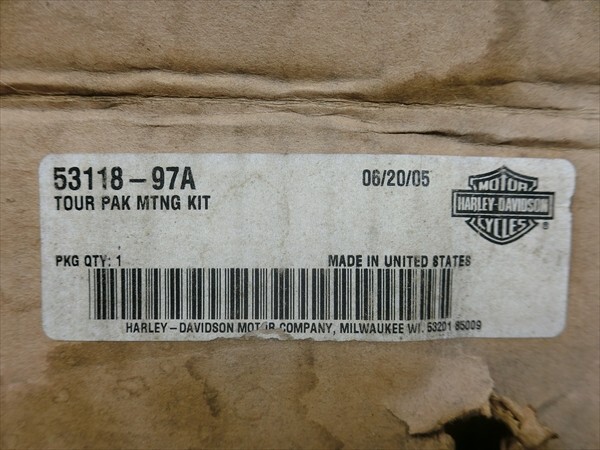 53118-97A 06/20/05
TOUR PAK MTNG KIT
MOTOR
HARLEY-DAVIDSON
CYCLES
®
PKG QTY: 1 MADE IN UNITED STATES
HARLEY-DAVIDSON MOTOR COMPANY, MILWAUKEE WI. 53201 85009